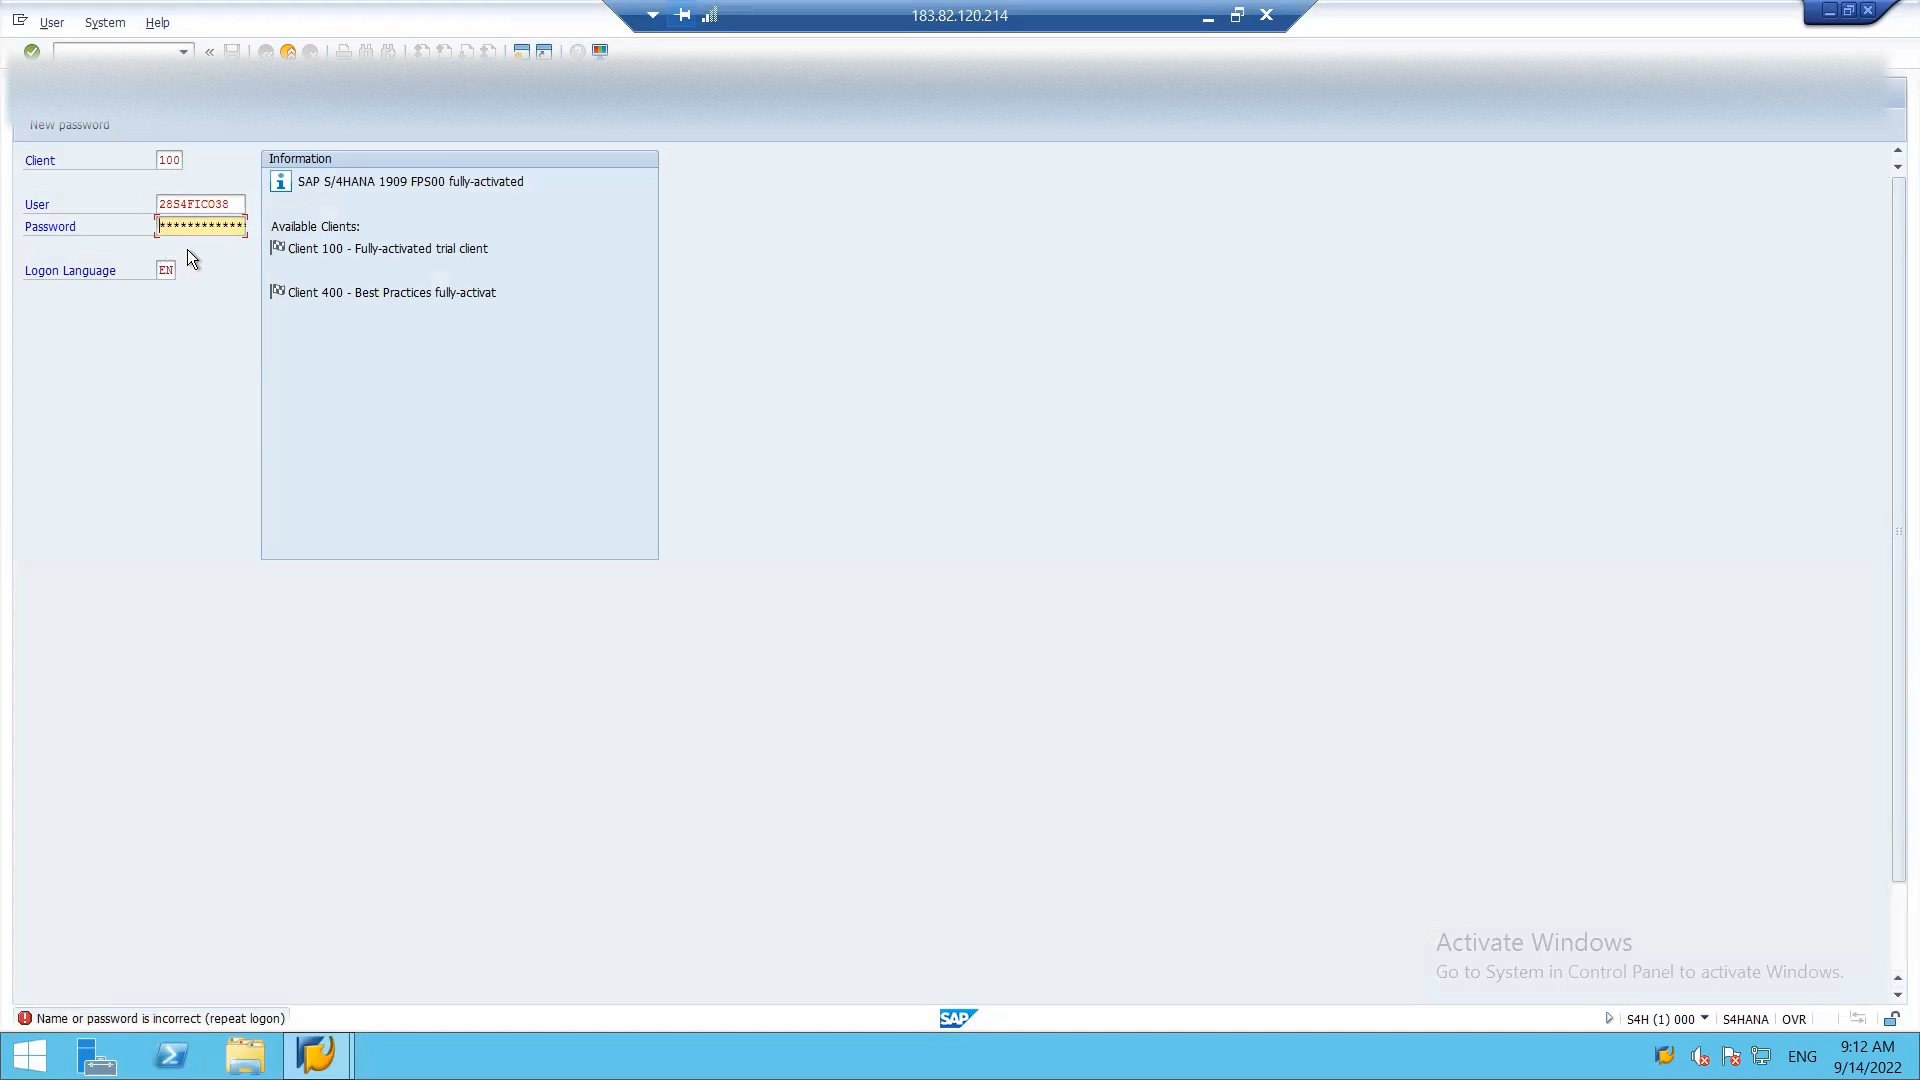 183.82.120.214
User System Help
New password
Client 100
User 28S4FICO38
Password ************
Logon Language EN
Information
SAP S/4HANA 1909 FPS00 fully-activated
Available Clients:
Client 100 - Fully-activated trial client
Client 400 - Best Practices fully-activat
Activate Windows
Go to System in Control Panel to activate Windows.
Name or password is incorrect (repeat logon)
SAP
S4H (1) 000 S4HANA OVR
ENG
9:12 AM
9/14/2022